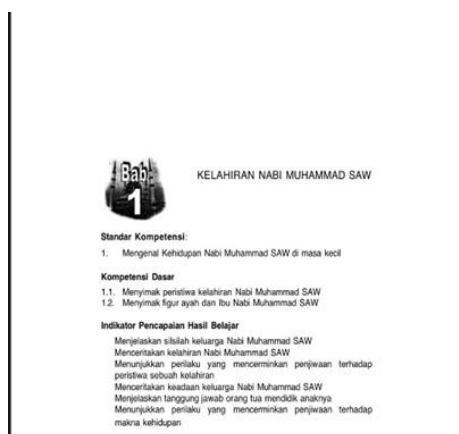 Bab
1
KELAHIRAN NABI MUHAMMAD SAW
Standar Kompetensi:
1. Mengenal Kehidupan Nabi Muhammad SAW di masa kecil
Kompetensi Dasar
1.1. Menyimak peristiwa kelahiran Nabi Muhammad SAW
1.2. Menyimak figur ayah dan Ibu Nabi Muhammad SAW
Indikator Pencapaian Hasil Belajar
Menjelaskan silsilah keluarga Nabi Muhammad SAW
Menceritakan kelahiran Nabi Muhammad SAW
Menunjukkan perilaku yang mencerminkan penjiwaan terhadap
peristiwa sebuah kelahiran
Menceritakan keadaan keluarga Nabi Muhammad SAW
Menjelaskan tanggung jawab orang tua mendidik anaknya
Menunjukkan perilaku yang mencerminkan penjiwaan terhadap
makna kehidupan